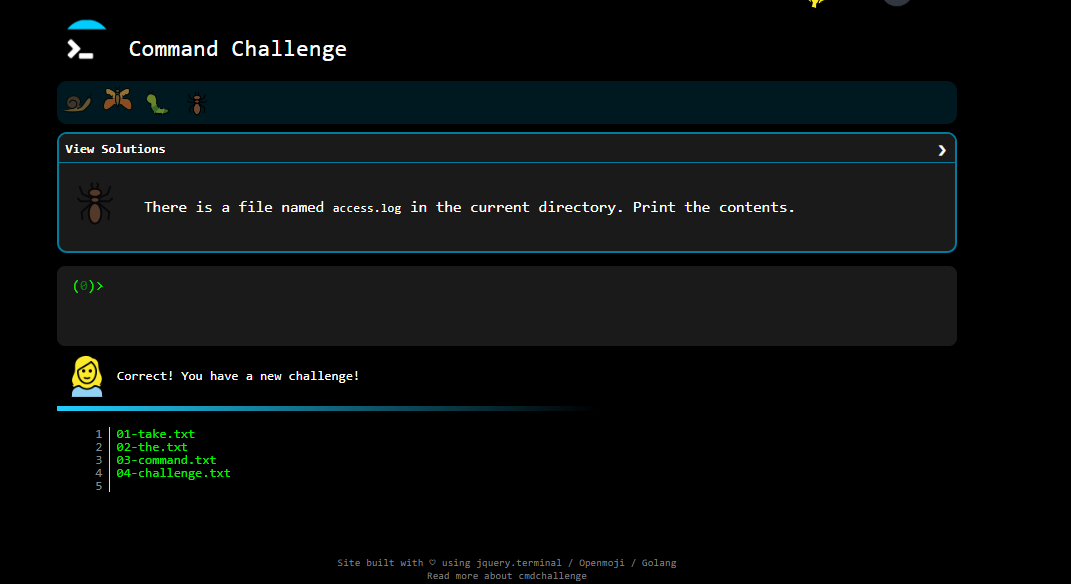 Command Challenge
View Solutions ❯
There is a file named access.log in the current directory. Print the contents.
(0)>
Correct! You have a new challenge!
1 01-take.txt
2 02-the.txt
3 03-command.txt
4 04-challenge.txt
5
Site built with ♡ using jquery.terminal / Openmoji / Golang
Read more about cmdchallenge